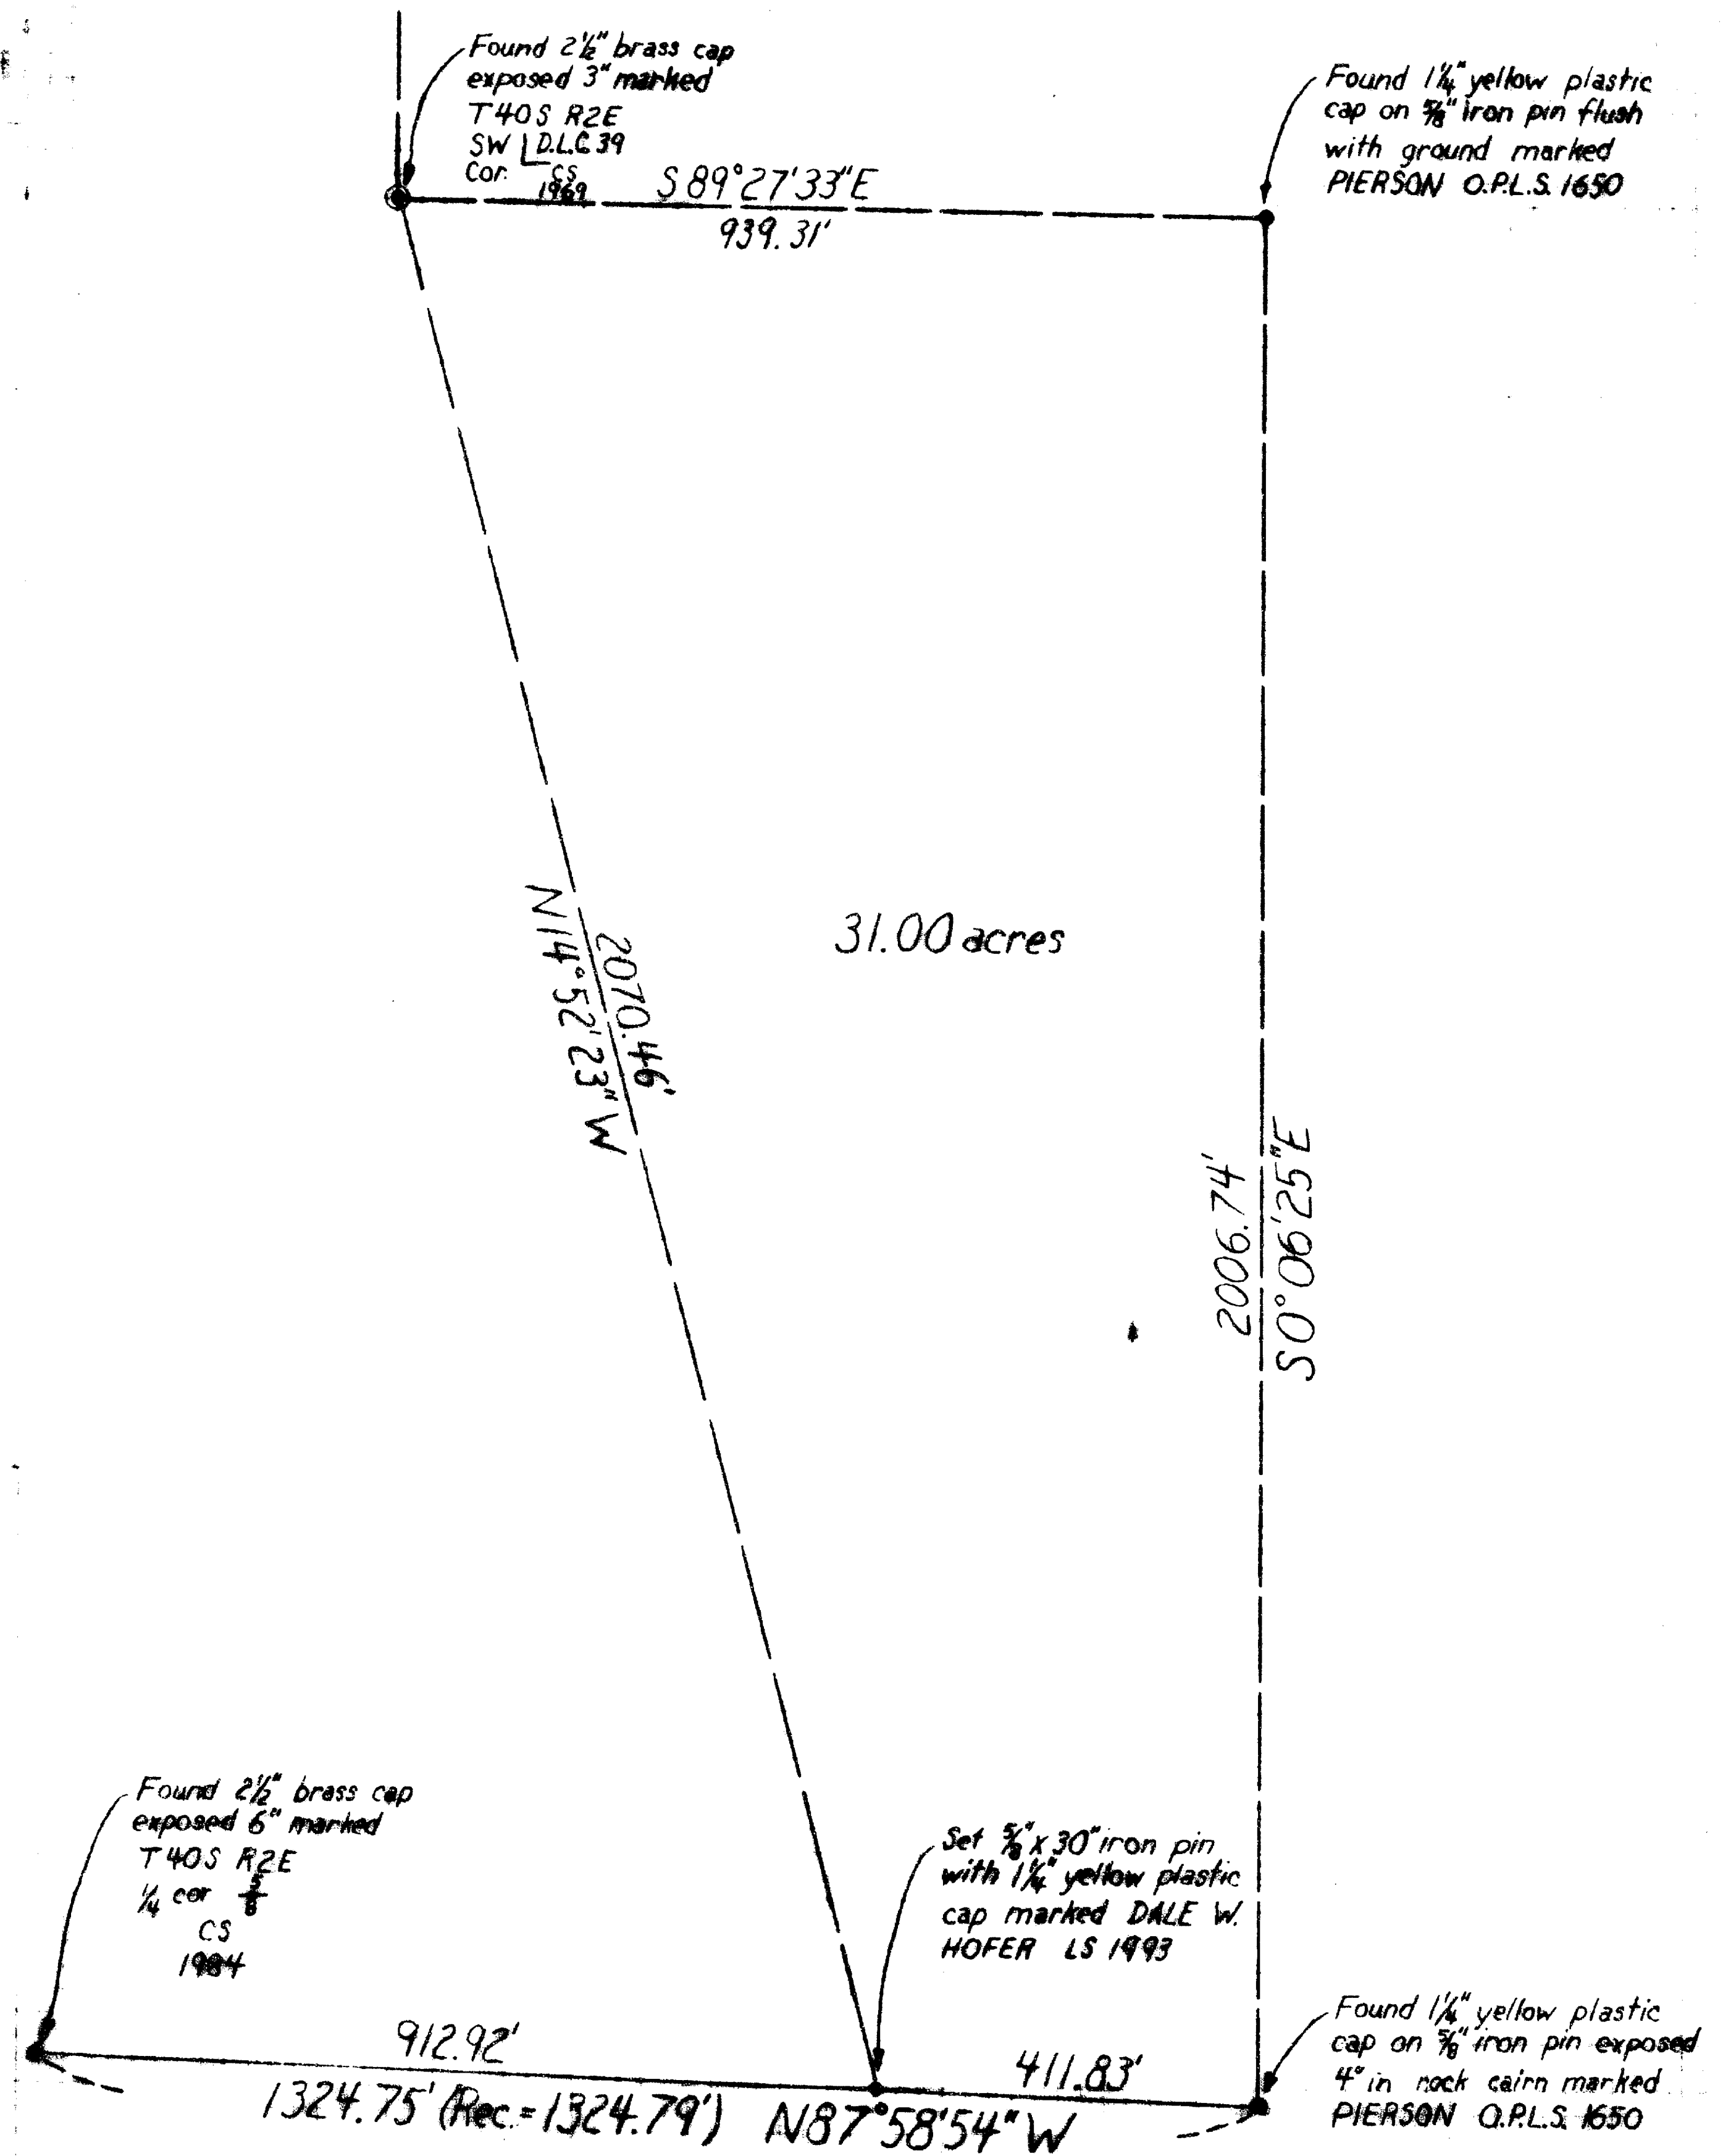 Found 2½" brass cap
exposed 3" marked
T40S R2E
SW D.L.C 39
Cor. CS
1969
S 89°27'33"E
939.31'
Found 1¼" yellow plastic
cap on ⅝" iron pin flush
with ground marked
PIERSON O.P.L.S. 1650
31.00 acres
2070.46'
N14°52'23"W
2006.74'
S0°06'25"E
Found 2½" brass cap
exposed 6" marked
T40S R2E
¼ cor 5/8
CS
1984
Set ⅝" x 30" iron pin
with 1¼" yellow plastic
cap marked DALE W.
HOFER LS 1993
Found 1¼" yellow plastic
cap on ⅝" iron pin exposed
4" in rock cairn marked
PIERSON O.P.L.S. 1650
912.92'
411.83'
1324.75' (Rec.=1324.79') N87°58'54"W